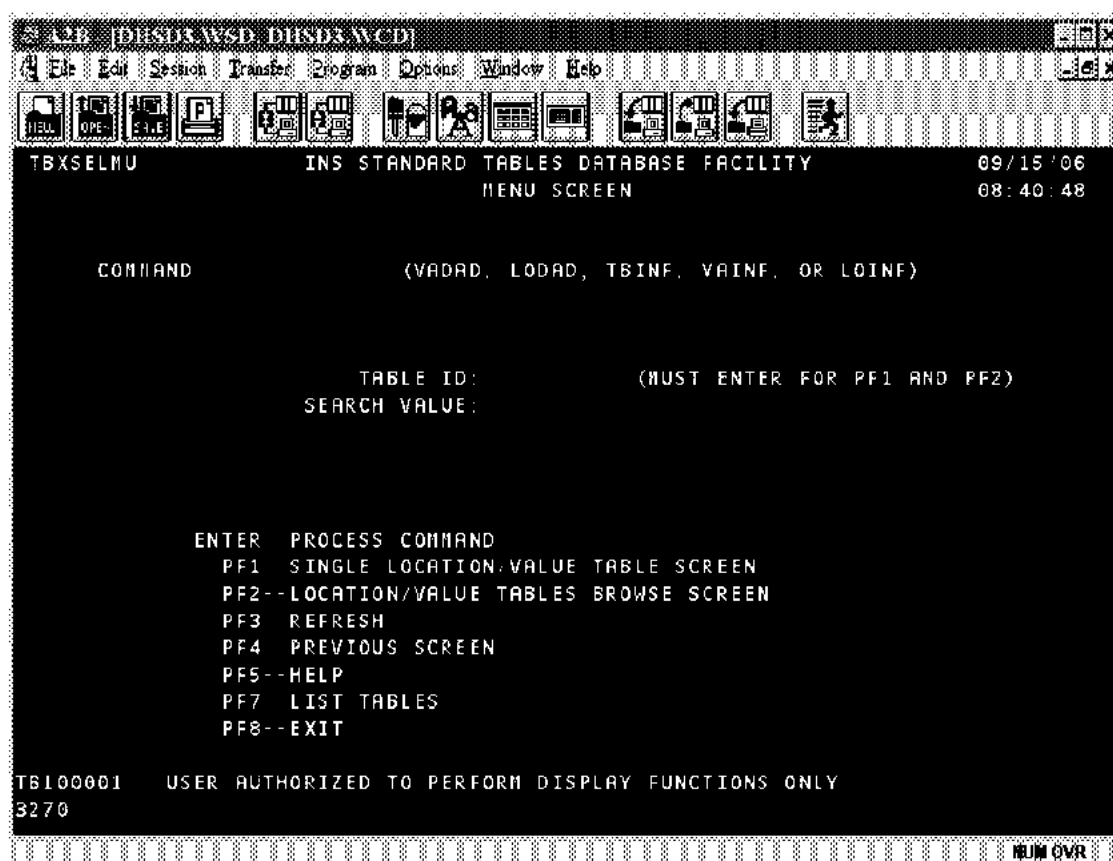 A2B [DHSD3.WSD, DHSD3.WCD]
File Edit Session Transfer Program Options Window Help
TBXSELMU INS STANDARD TABLES DATABASE FACILITY 09/15/06
MENU SCREEN 08:40:48
COMMAND (VADAD, LODAD, TBINF, VAINF, OR LOINF)
TABLE ID: (MUST ENTER FOR PF1 AND PF2)
SEARCH VALUE:
ENTER PROCESS COMMAND
PF1 SINGLE LOCATION/VALUE TABLE SCREEN
PF2--LOCATION/VALUE TABLES BROWSE SCREEN
PF3 REFRESH
PF4 PREVIOUS SCREEN
PF5--HELP
PF7 LIST TABLES
PF8--EXIT
TB100001 USER AUTHORIZED TO PERFORM DISPLAY FUNCTIONS ONLY
3270
NUM OVR